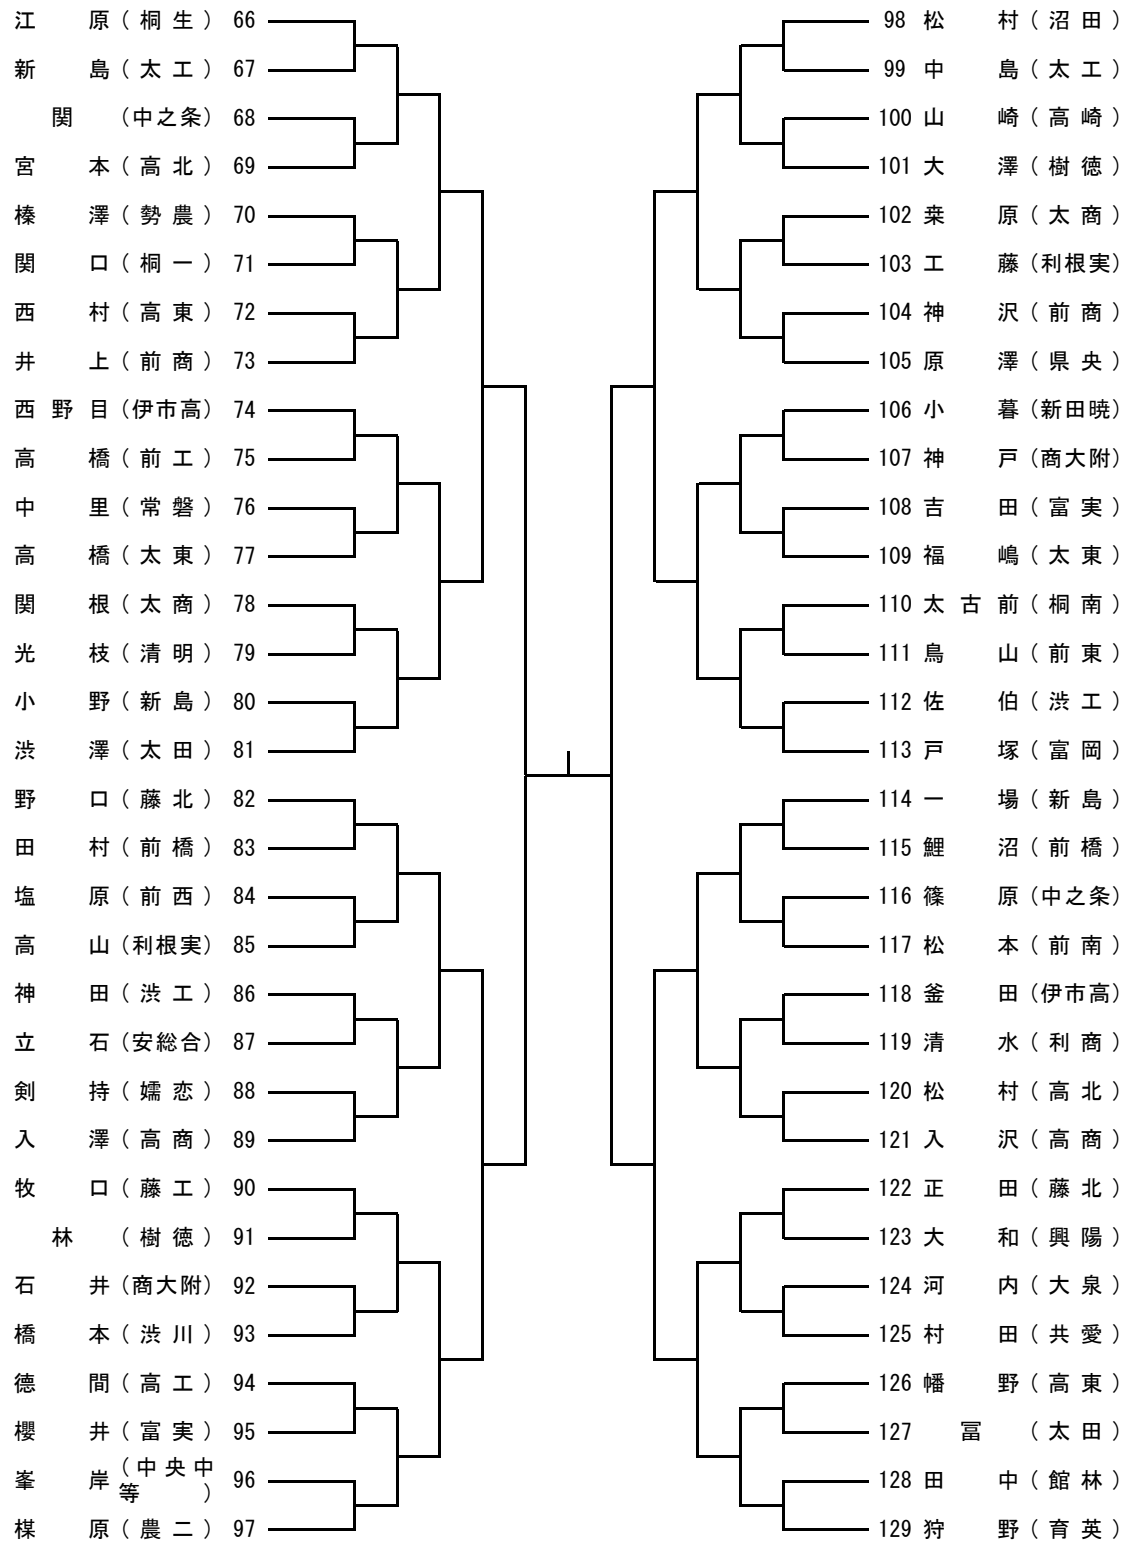 江原(桐生) 66
新島(太工) 67
関(中之条) 68
宮本(高北) 69
榛澤(勢農) 70
関口(桐一) 71
西村(高東) 72
井上(前商) 73
西野目(伊市高) 74
高橋(前工) 75
中里(常磐) 76
高橋(太東) 77
関根(太商) 78
光枝(清明) 79
小野(新島) 80
渋澤(太田) 81
野口(藤北) 82
田村(前橋) 83
塩原(前西) 84
高山(利根実) 85
神田(渋工) 86
立石(安総合) 87
剣持(嬬恋) 88
入澤(高商) 89
牧口(藤工) 90
林(樹徳) 91
石井(商大附) 92
橋本(渋川) 93
德間(高工) 94
櫻井(富実) 95
峯岸(中央中等) 96
楳原(農二) 97
98 松村(沼田)
99 中島(太工)
100 山崎(高崎)
101 大澤(樹徳)
102 桒原(太商)
103 工藤(利根実)
104 神沢(前商)
105 原澤(県央)
106 小暮(新田暁)
107 神戸(商大附)
108 吉田(富実)
109 福嶋(太東)
110 太古前(桐南)
111 鳥山(前東)
112 佐伯(渋工)
113 戸塚(富岡)
114 一場(新島)
115 鯉沼(前橋)
116 篠原(中之条)
117 松本(前南)
118 釜田(伊市高)
119 清水(利商)
120 松村(高北)
121 入沢(高商)
122 正田(藤北)
123 大和(興陽)
124 河内(大泉)
125 村田(共愛)
126 幡野(高東)
127 冨(太田)
128 田中(館林)
129 狩野(育英)